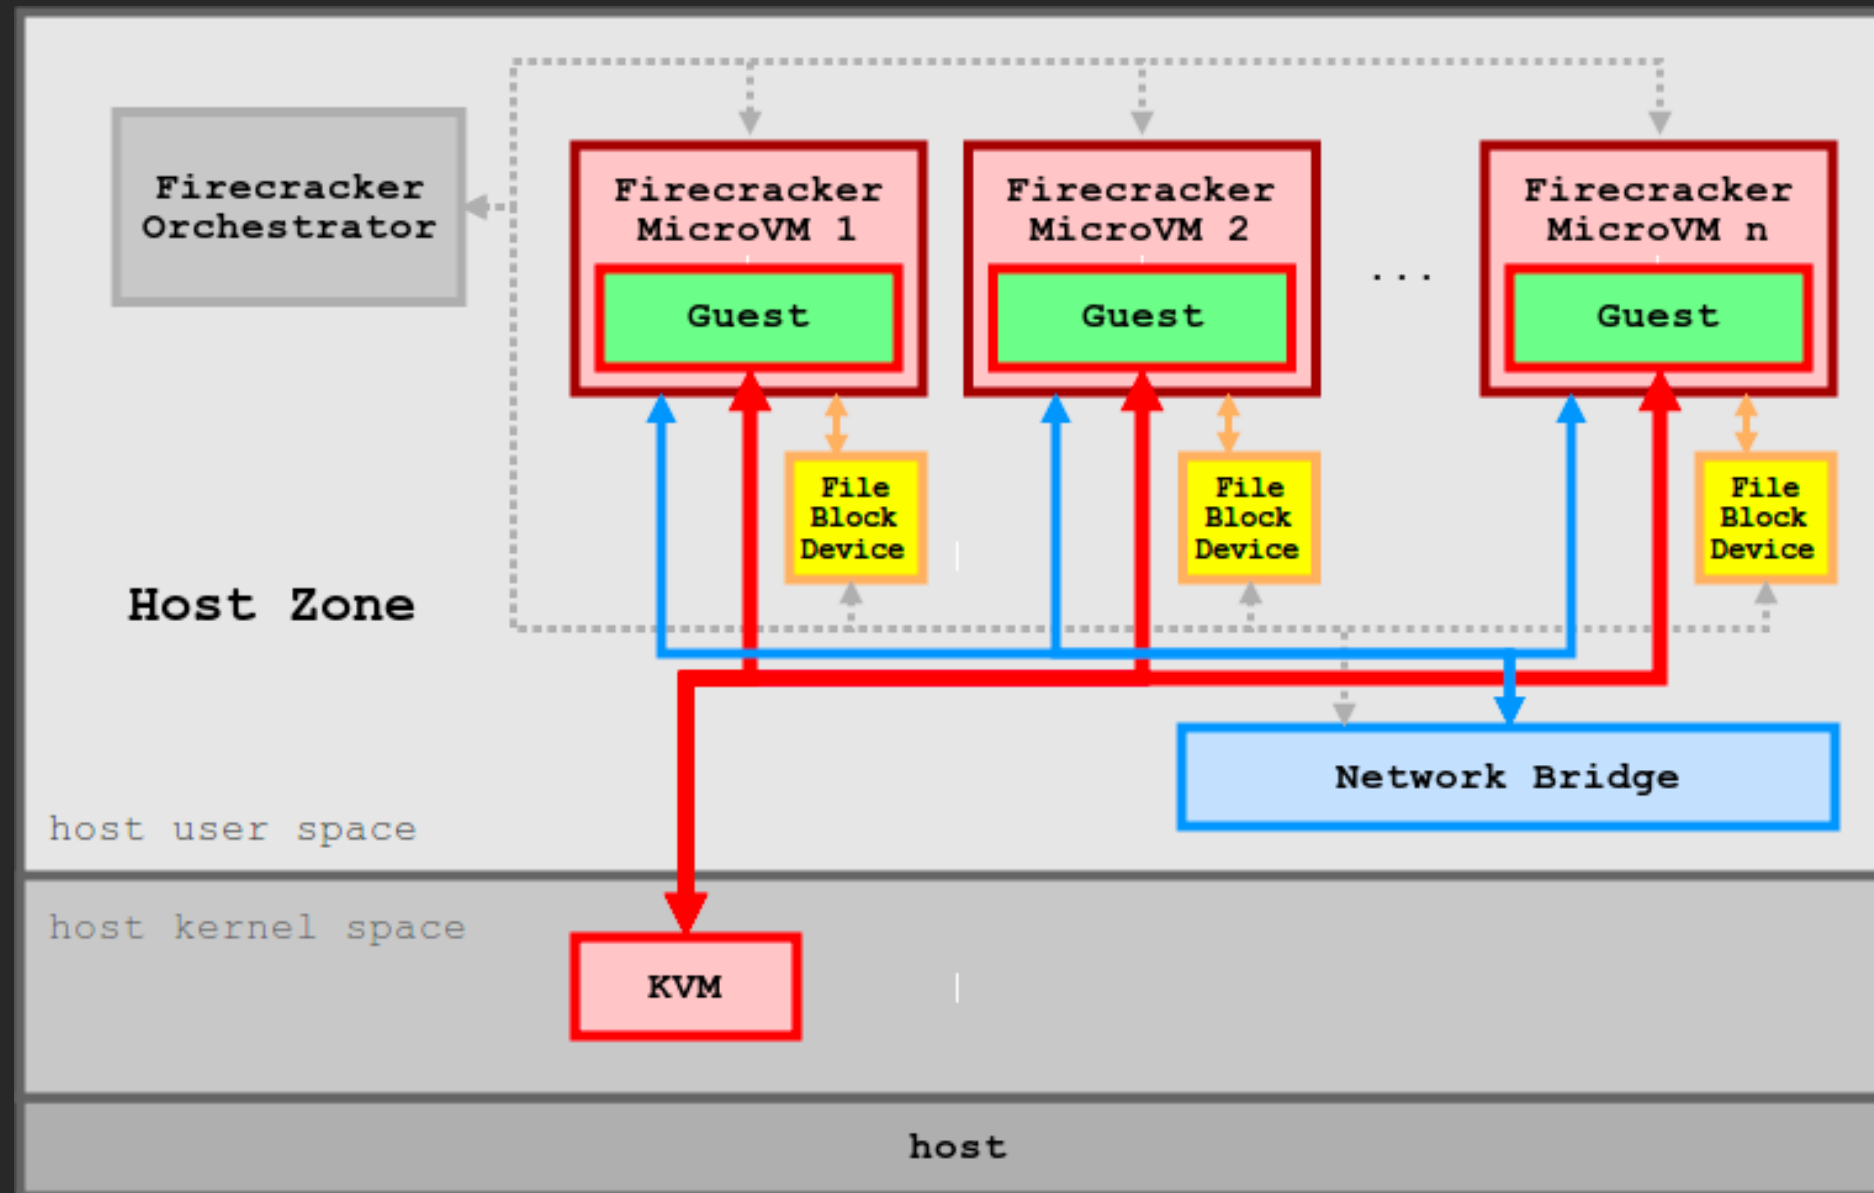 Firecracker
Orchestrator
Firecracker
MicroVM 1
Guest
Firecracker
MicroVM 2
Guest
...
Firecracker
MicroVM n
Guest
File
Block
Device
File
Block
Device
File
Block
Device
Host Zone
Network Bridge
host user space
host kernel space
KVM
host